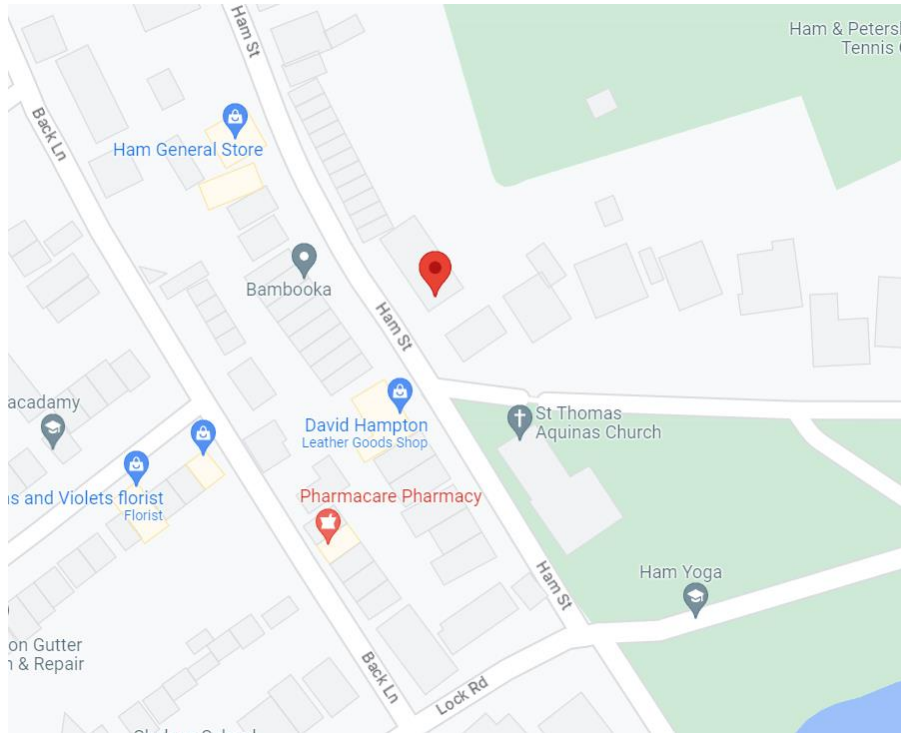 Ham St
Ham & Petersh
Tennis C
Back Ln
Ham General Store
Bambooka
Ham St
acadamy
David Hampton
Leather Goods Shop
St Thomas
Aquinas Church
ns and Violets florist
Florist
Pharmacare Pharmacy
Ham St
Ham Yoga
on Gutter
n & Repair
Back Ln
Lock Rd